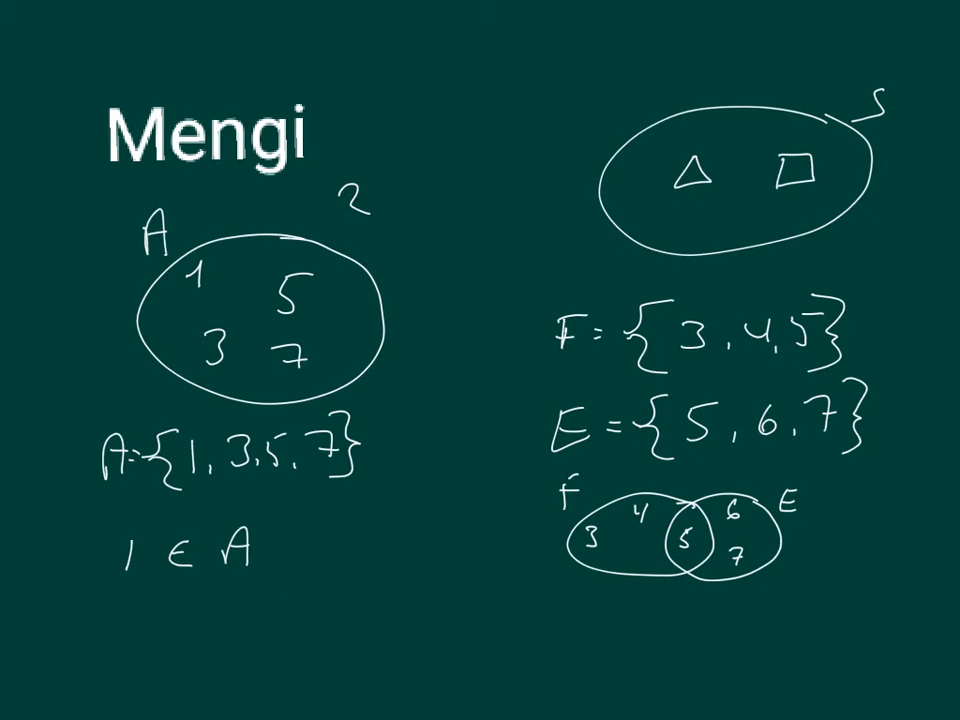 Mengi
2
A
1 5
3 7
A = {1, 3, 5, 7}
1 ∈ A
S
F = {3, 4, 5}
E = {5, 6, 7}
F E
4 6
3 5
7